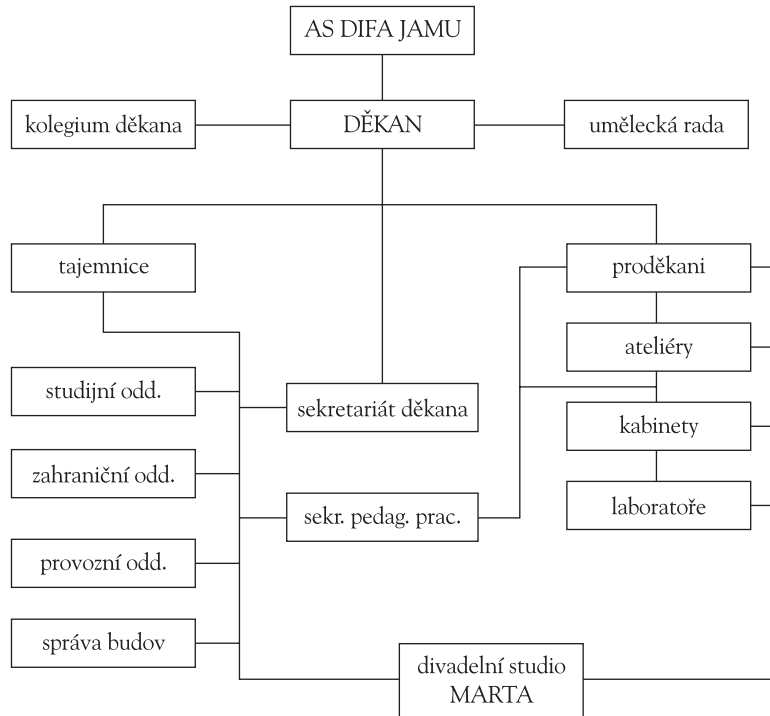 AS DIFA JAMU
kolegium děkana
DĚKAN
umělecká rada
tajemnice
proděkani
ateliéry
studijní odd.
sekretariát děkana
kabinety
zahraniční odd.
sekr. pedag. prac.
laboratoře
provozní odd.
správa budov
divadelní studio
MARTA